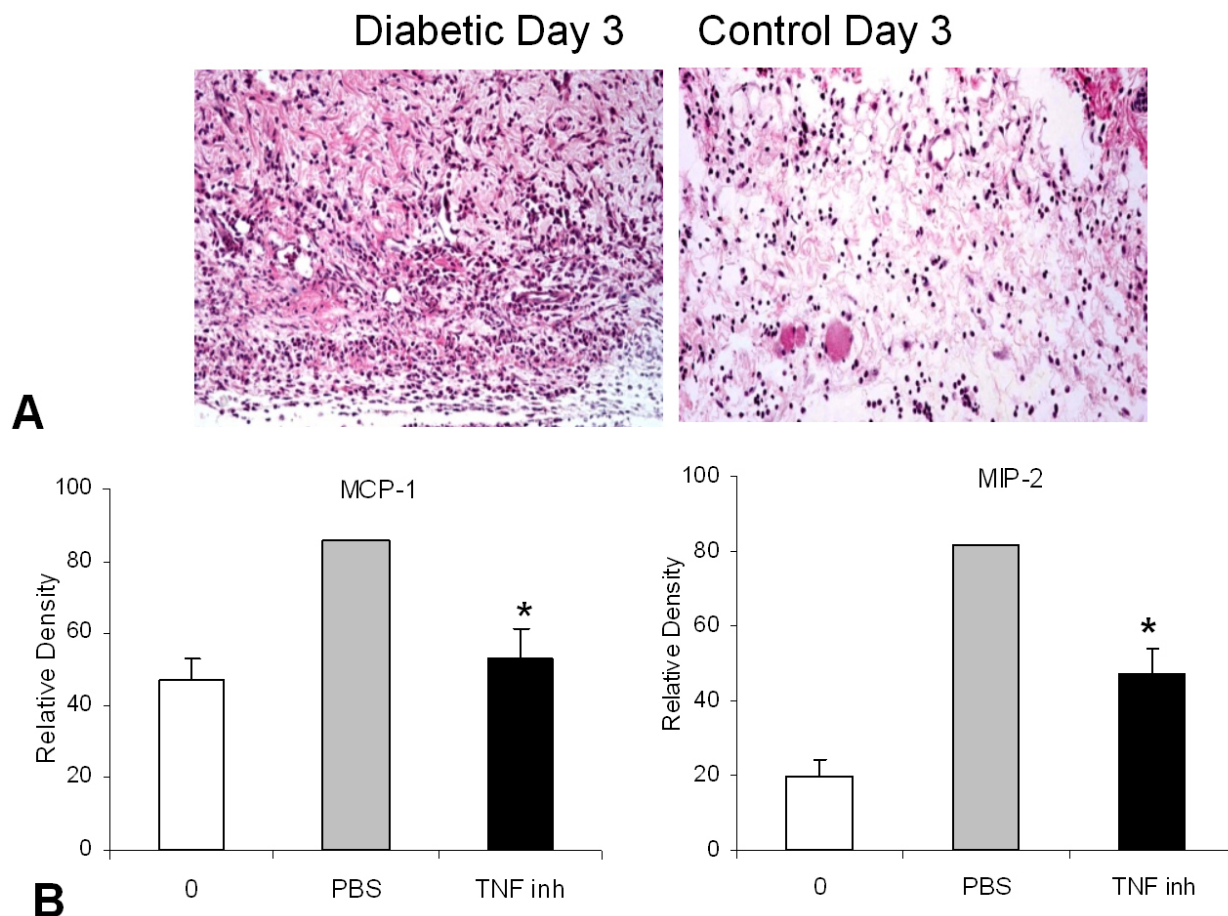 Diabetic Day 3 Control Day 3
A
MCP-1
Relative Density
100
80
60
40
20
0
*
0 PBS TNF inh
MIP-2
Relative Density
100
80
60
40
20
0
*
0 PBS TNF inh
B